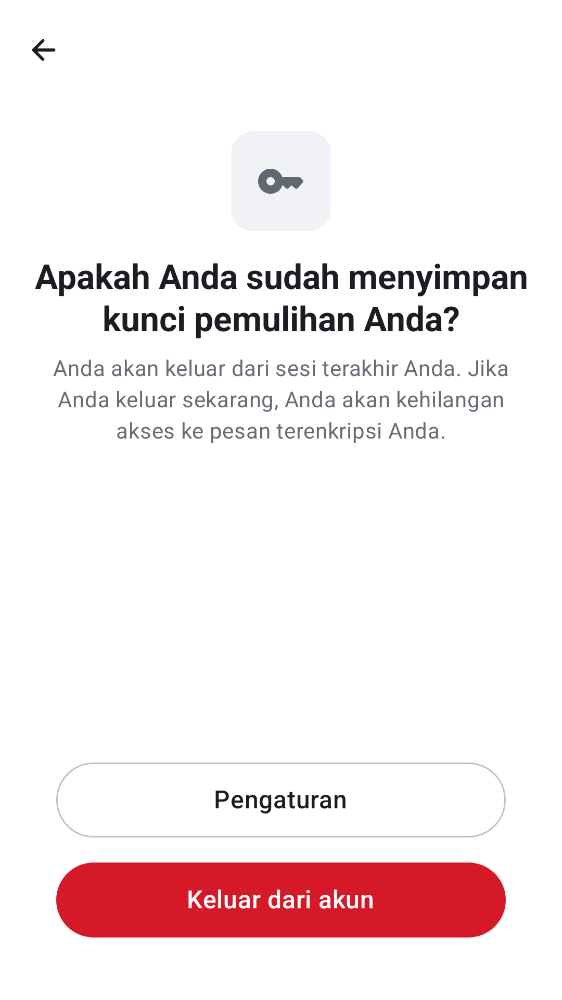 Apakah Anda sudah menyimpan
kunci pemulihan Anda?
Anda akan keluar dari sesi terakhir Anda. Jika
Anda keluar sekarang, Anda akan kehilangan
akses ke pesan terenkripsi Anda.
Pengaturan
Keluar dari akun